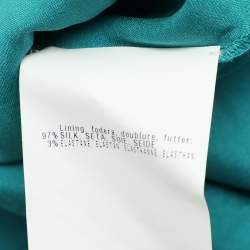 Lining, fodera, doublure, futter:
97% SILK, SETA, SOIE, SEIDE
3% ELASTANE, ELASTAN, ELASTHANNE, ELASTHAN